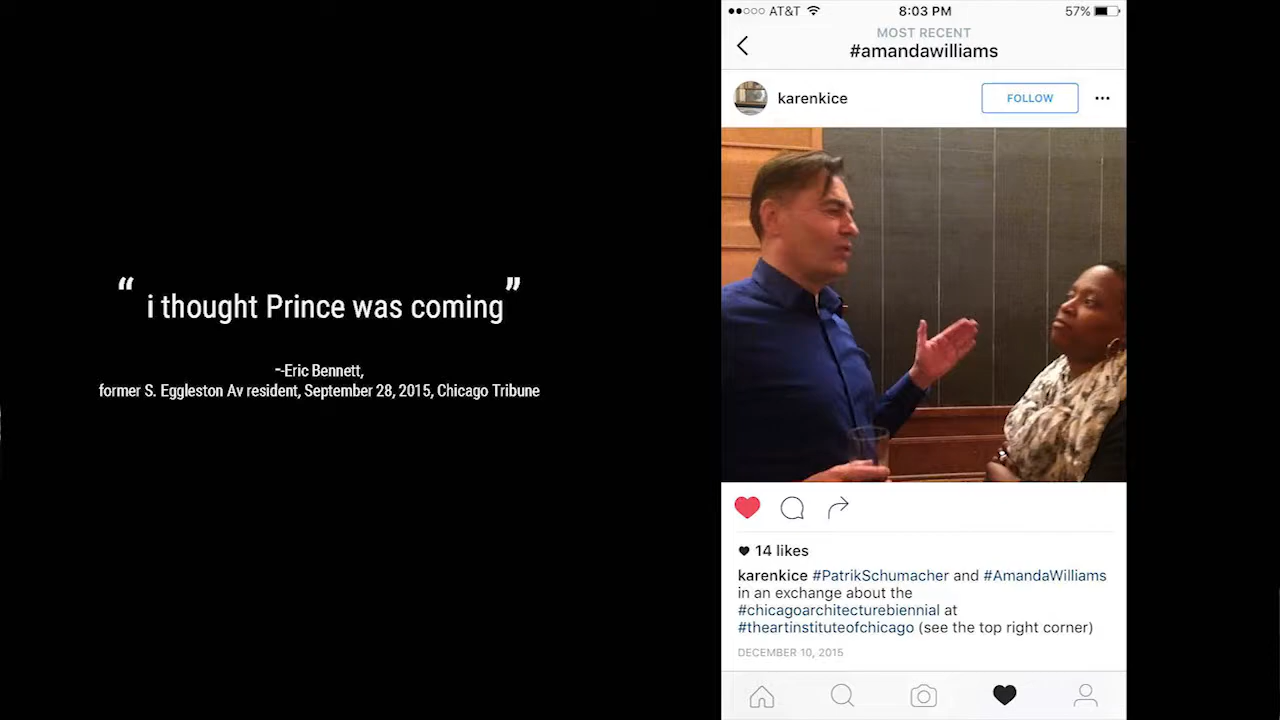 “ i thought Prince was coming ”
--Eric Bennett,
former S. Eggleston Av resident, September 28, 2015, Chicago Tribune
AT&T 8:03 PM 57%
MOST RECENT
#amandawilliams
karenkice FOLLOW
14 likes
karenkice #PatrikSchumacher and #AmandaWilliams
in an exchange about the
#chicagoarchitecturebiennial at
#theartinstituteofchicago (see the top right corner)
DECEMBER 10, 2015